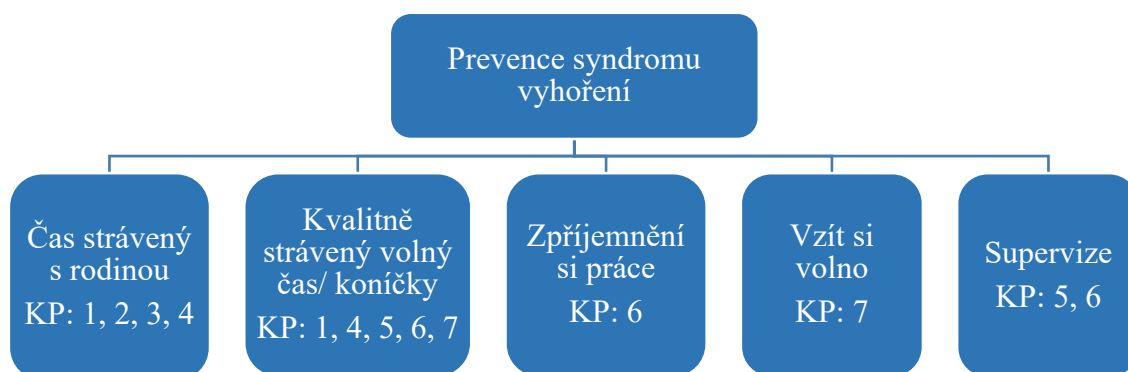 Prevence syndromu
vyhoření
Čas strávený
s rodinou
KP: 1, 2, 3, 4
Kvalitně
strávený volný
čas/ koníčky
KP: 1, 4, 5, 6, 7
Zpříjemnění
si práce
KP: 6
Vzít si
volno
KP: 7
Supervize
KP: 5, 6